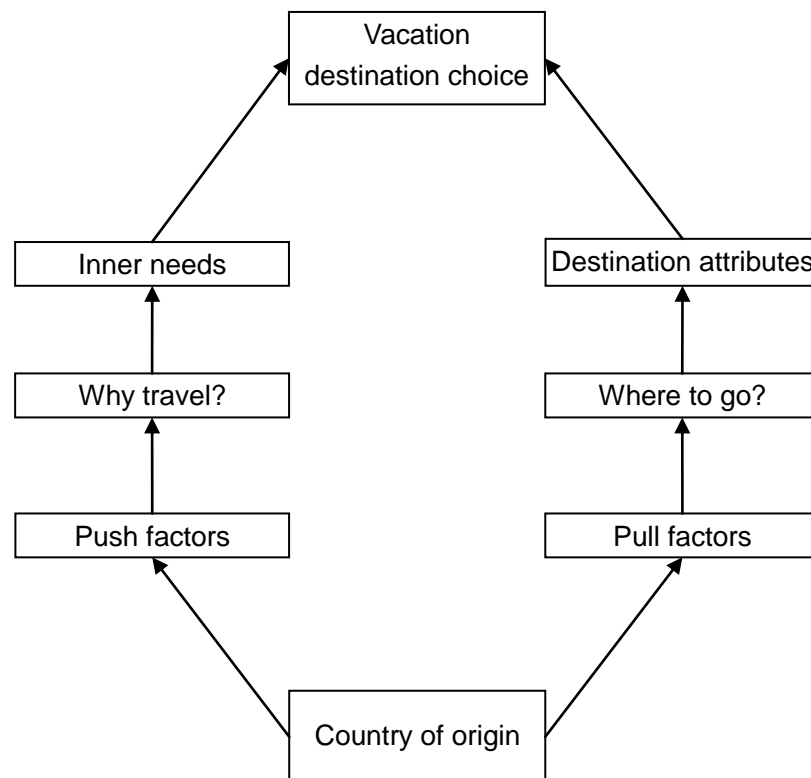 Vacation
destination choice
Inner needs
Destination attributes
Why travel?
Where to go?
Push factors
Pull factors
Country of origin